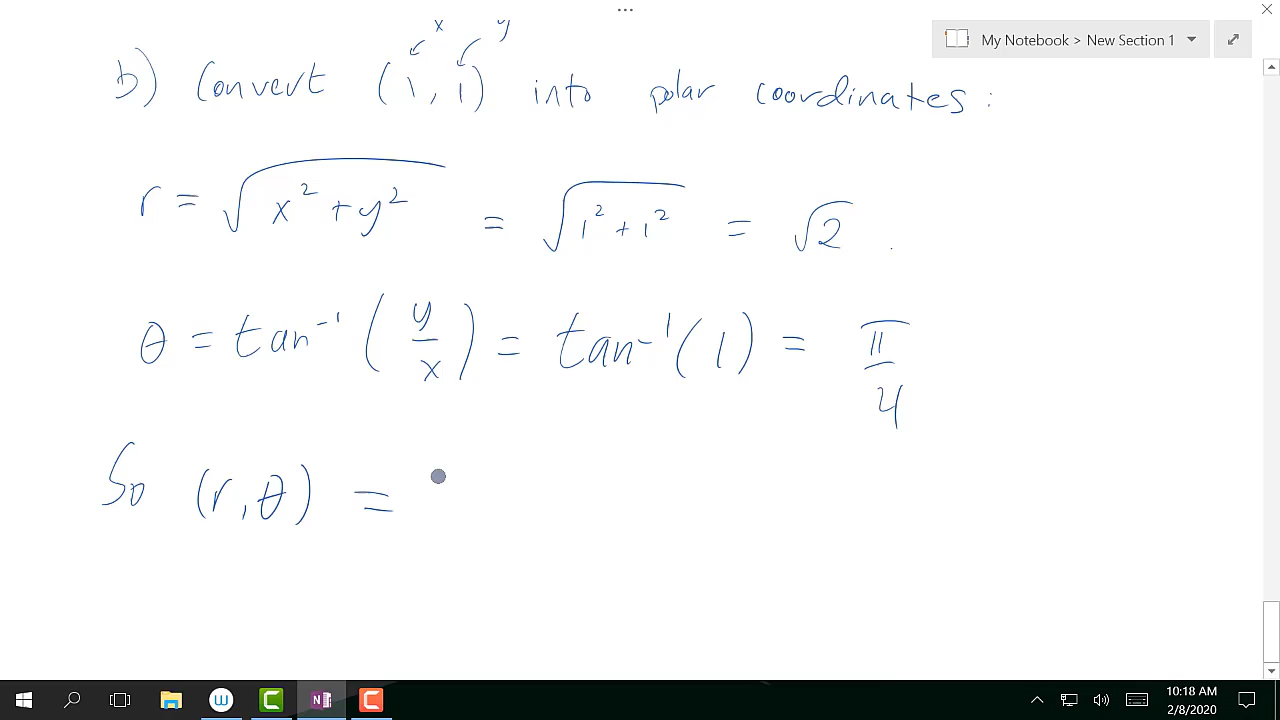 ...
My Notebook > New Section 1
x y
b) Convert (1, 1) into polar coordinates:
r = √(x² + y²) = √(1² + 1²) = √2 .
θ = tan⁻¹ (y/x) = tan⁻¹ (1) = π/4
So (r, θ) =
W
N
C
C
10:18 AM
2/8/2020